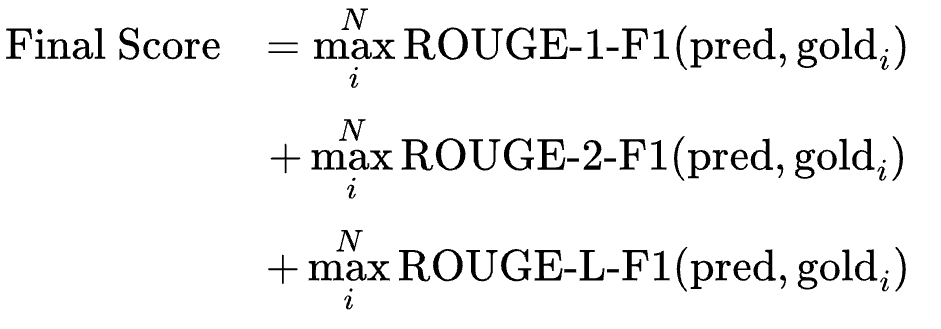 Final Score = max_i^N ROUGE-1-F1(pred, gold_i)
+ max_i^N ROUGE-2-F1(pred, gold_i)
+ max_i^N ROUGE-L-F1(pred, gold_i)